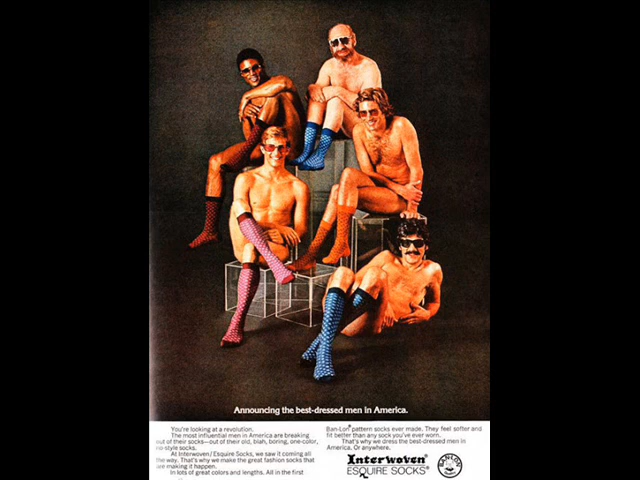 Announcing the best-dressed men in America.
You're looking at a revolution.
The most influential men in America are breaking
out of their socks—out of their old, blah, boring, one-color,
no-style socks.
At Interwoven/Esquire Socks, we saw it coming all
the way. That's why we make the great fashion socks that
are making it happen.
In lots of great colors and lengths. All in the first
Ban-Lon® pattern socks ever made. They feel softer and
fit better than any sock you've ever worn.
That's why we dress the best-dressed men in
America. Or anywhere.
Interwoven®
ESQUIRE SOCKS®
BAN-LON